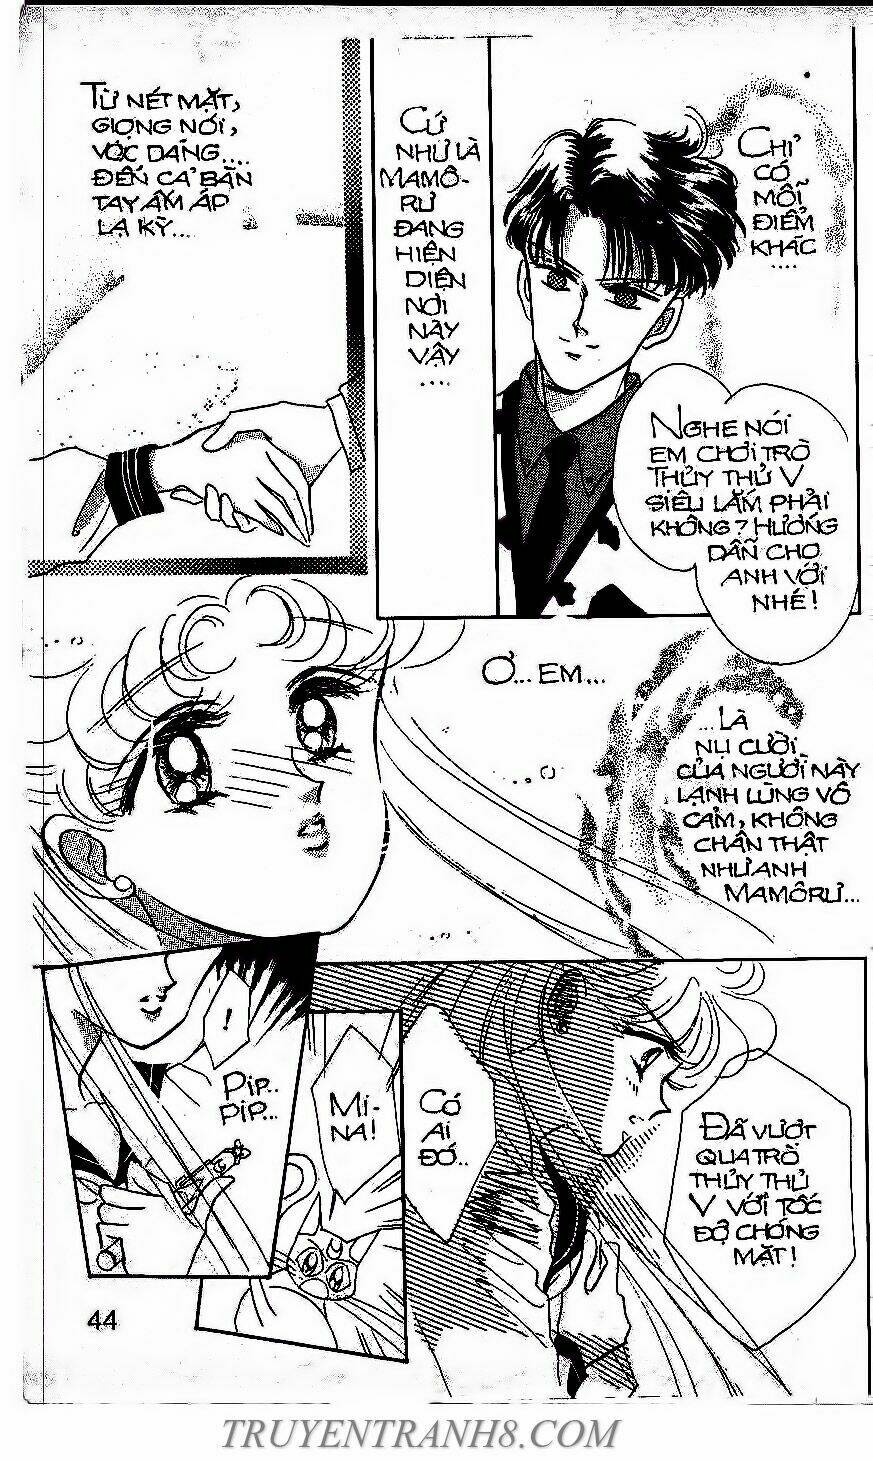 TỪ NÉT MẶT,
GIỌNG NÓI,
VÓC DÁNG....
ĐẾN CẢ BÀN
TAY ẤM ÁP
LẠ KỲ...
CỨ
NHƯ LÀ
MAMÔ-
RƯ
ĐANG
HIỆN
DIỆN
NƠI
NÀY
VẬY
....
CHỈ
CÓ
MỖI
ĐIỂM
KHÁC
....
NGHE NÓI
EM CHƠI TRÒ
THỦY THỦ V
SIÊU LẮM PHẢI
KHÔNG? HƯỚNG
DẪN CHO
ANH VỚI
NHÉ!
Ơ... EM...
...LÀ
NỤ CƯỜI
CỦA NGƯỜI NÀY
LẠNH LÙNG VÔ
CẢM, KHÔNG
CHÂN THẬT
NHƯ ANH
MAMÔRƯ...
!
PIP..
PIP...
MI-
NA!
CÓ
AI
ĐÓ..
ĐÃ VƯỢT
QUA TRÒ
THỦY THỦ
V VỚI TỐC
ĐỘ CHÓNG
MẶT!
44
TRUYENTRANH8.COM